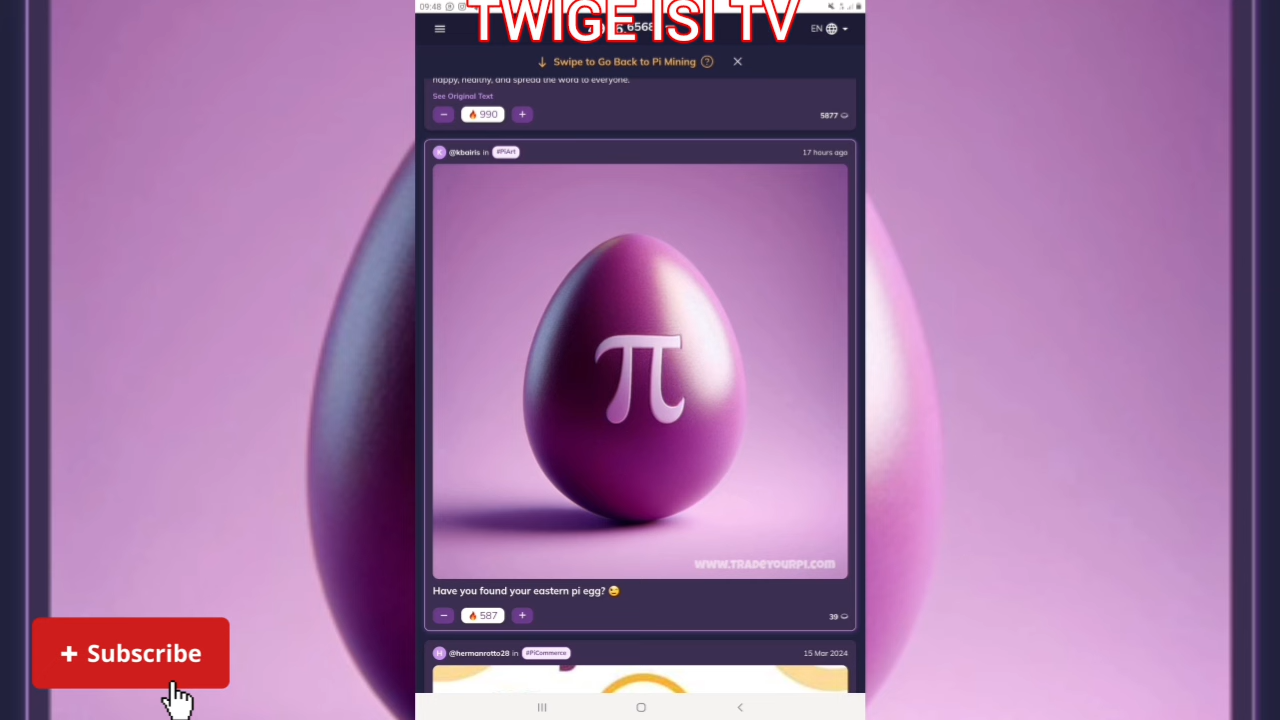 TWIGE ISI TV
09:48
EN
Swipe to Go Back to Pi Mining ?
happy, healthy, and spread the word to everyone.
See Original Text
− 🔥 990 +
5877
K @kbairis in #PiArt
17 hours ago
π
WWW.TRADEYOURPI.COM
Have you found your eastern pi egg? 😉
− 🔥 587 +
39
H @hermanrotto28 in #PiCommerce
15 Mar 2024
+ Subscribe